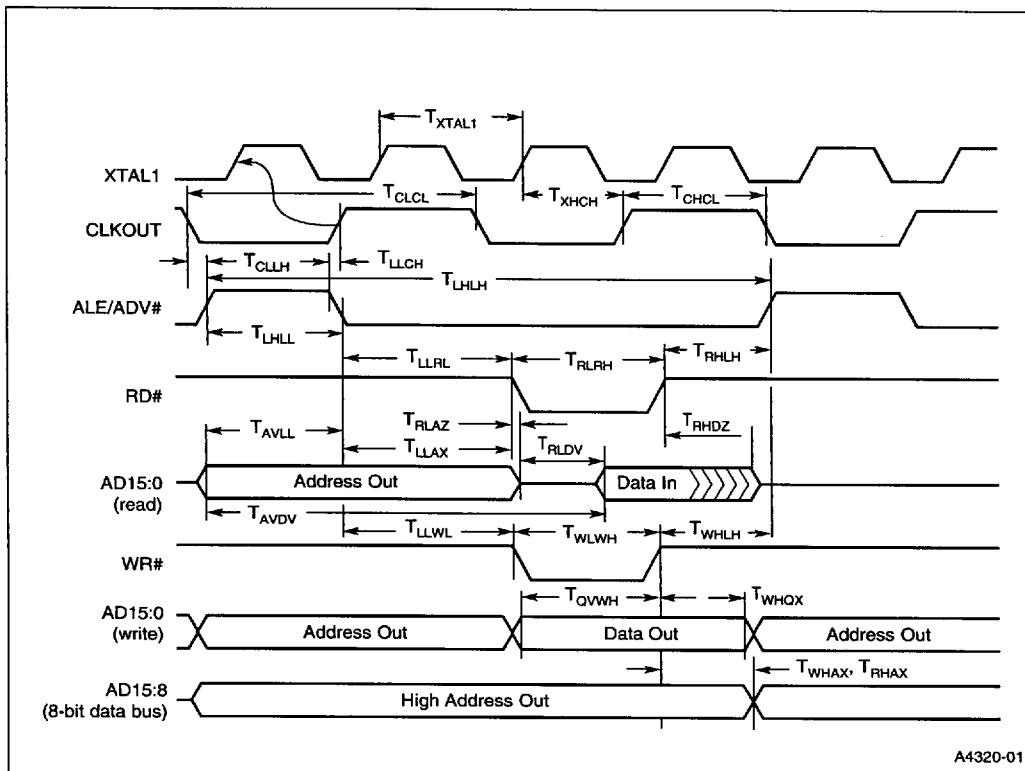 T_XTAL1
XTAL1
T_CLCL
T_XHCH
T_CHCL
CLKOUT
T_CLLH
T_LLCH
T_LHLH
ALE/ADV#
T_LHLL
T_LLRL
T_RLRH
T_RHLH
RD#
T_RLAZ
T_RHDZ
T_AVLL
T_LLAX
T_RLDV
AD15:0
(read)
Address Out
Data In
T_AVDV
T_LLWL
T_WLWH
T_WHLH
WR#
T_QVWH
T_WHQX
AD15:0
(write)
Address Out
Data Out
Address Out
T_WHAX, T_RHAX
AD15:8
(8-bit data bus)
High Address Out
A4320-01